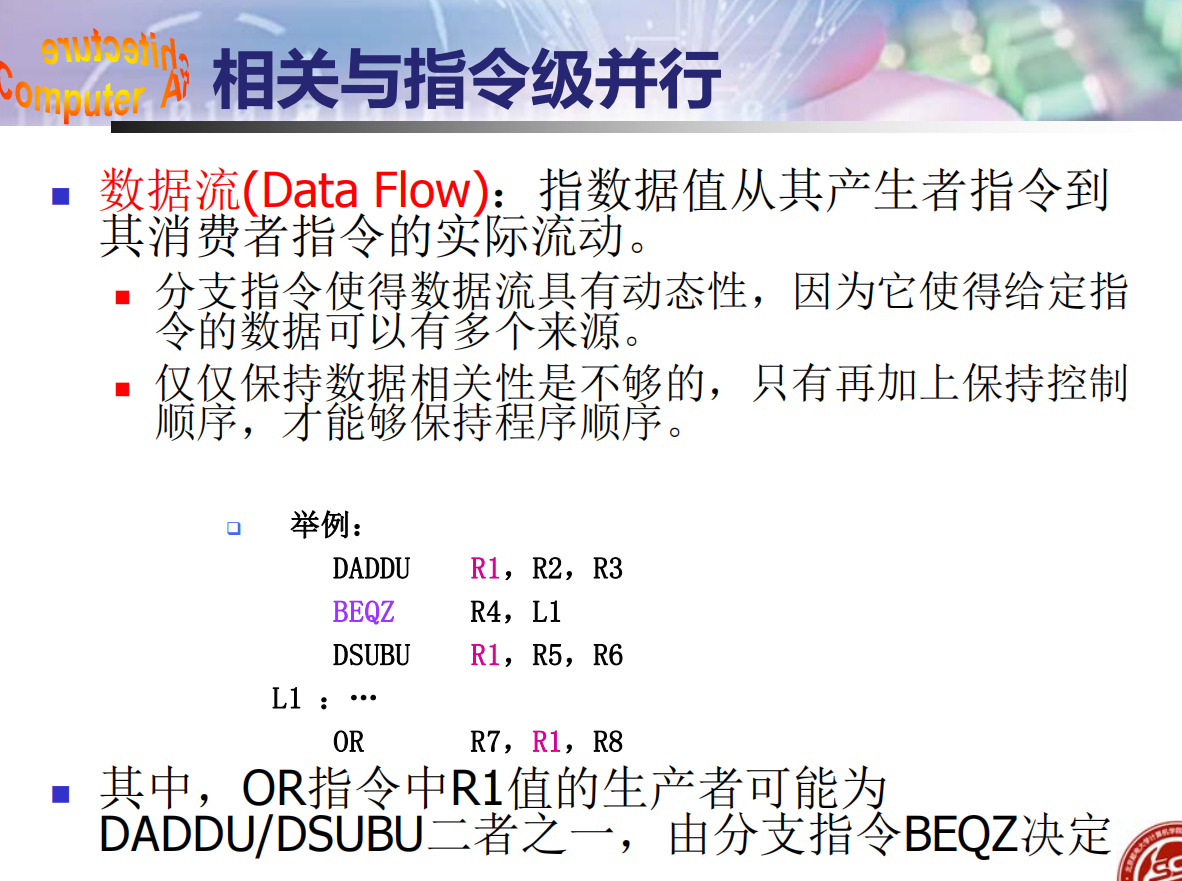 Computer Architecture
相关与指令级并行
数据流(Data Flow)：指数据值从其产生者指令到
其消费者指令的实际流动。
分支指令使得数据流具有动态性，因为它使得给定指
令的数据可以有多个来源。
仅仅保持数据相关性是不够的，只有再加上保持控制
顺序，才能够保持程序顺序。
举例：
DADDU R1，R2，R3
BEQZ R4，L1
DSUBU R1，R5，R6
L1 ：…
OR R7，R1，R8
其中，OR指令中R1值的生产者可能为
DADDU/DSUBU二者之一，由分支指令BEQZ决定